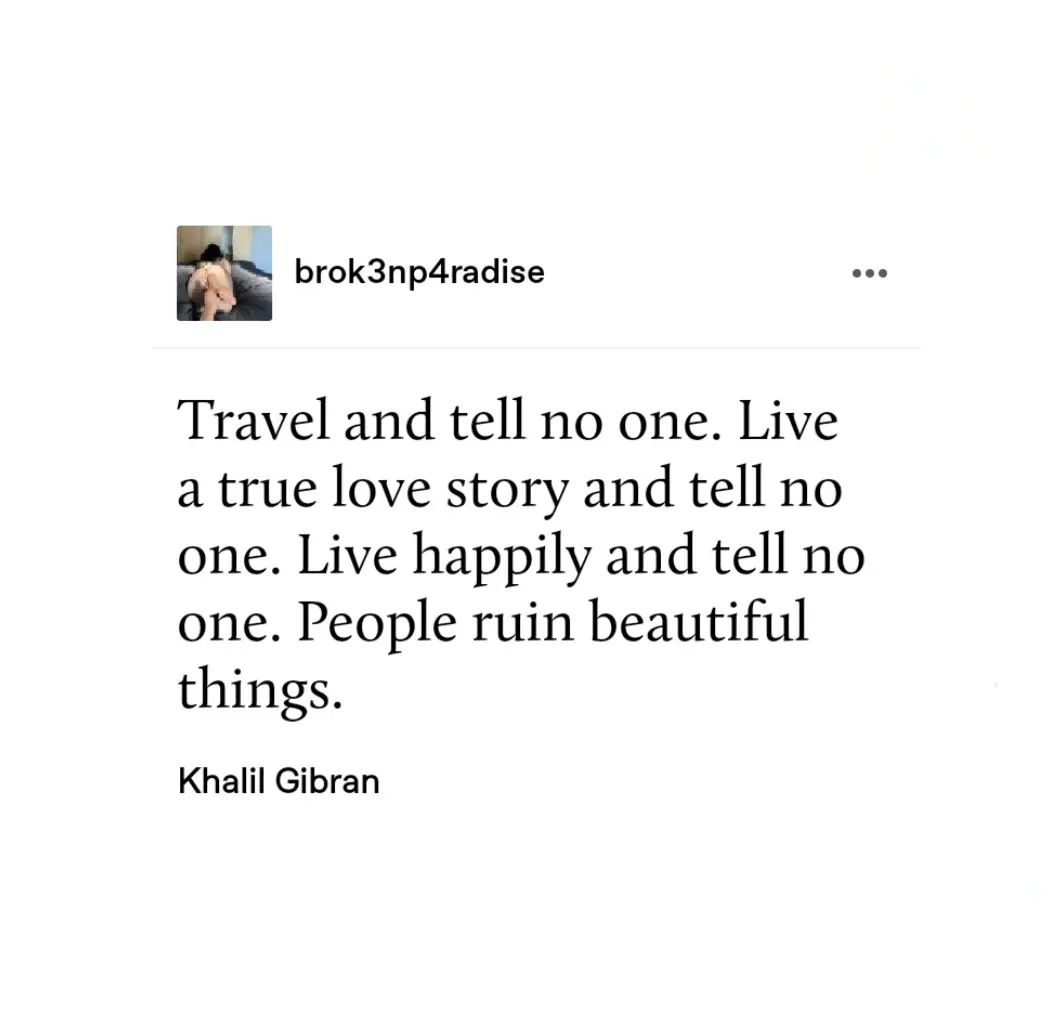 brok3np4radise
Travel and tell no one. Live
a true love story and tell no
one. Live happily and tell no
one. People ruin beautiful
things.
Khalil Gibran